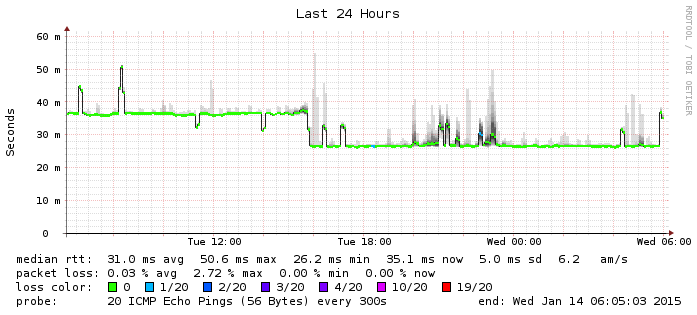 Last 24 Hours
RRDTOOL / TOBI OETIKER
Seconds
60 m
50 m
40 m
30 m
20 m
10 m
0
Tue 12:00 Tue 18:00 Wed 00:00 Wed 06:00
median rtt: 31.0 ms avg 50.6 ms max 26.2 ms min 35.1 ms now 5.0 ms sd 6.2 am/s
packet loss: 0.03 % avg 2.72 % max 0.00 % min 0.00 % now
loss color: 0 1/20 2/20 3/20 4/20 10/20 19/20
probe: 20 ICMP Echo Pings (56 Bytes) every 300s end: Wed Jan 14 06:05:03 2015